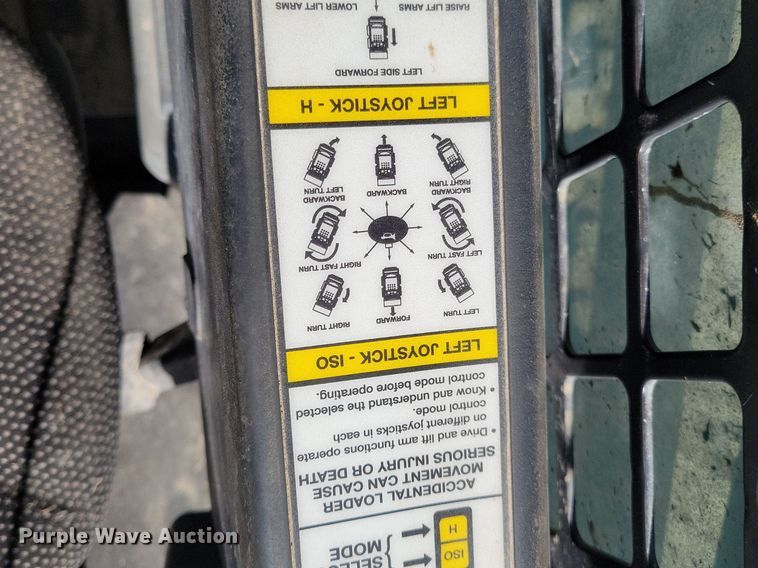 SELEC
MODE
ISO
H
ACCIDENTAL LOADER
MOVEMENT CAN CAUSE
SERIOUS INJURY OR DEATH
• Drive and lift arm functions operate
on different joysticks in each
control mode.
• Know and understand the selected
control mode before operating.
LEFT JOYSTICK - ISO
LEFT TURN
FORWARD
RIGHT TURN
LEFT FAST TURN
RIGHT FAST TURN
BACKWARD
RIGHT TURN
BACKWARD
BACKWARD
LEFT TURN
LEFT JOYSTICK - H
LEFT SIDE FORWARD
RAISE LIFT ARMS
LOWER LIFT ARMS
Purple Wave Auction